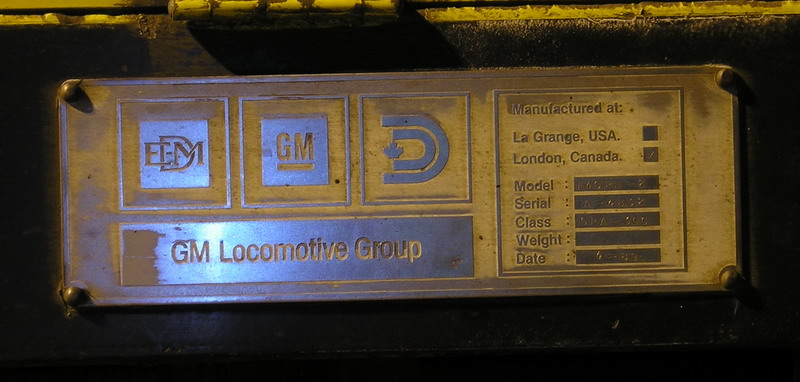 EMD
GM
GM Locomotive Group
Manufactured at:
La Grange, USA.
London, Canada.
Model :
Serial :
Class :
Weight :
Date :